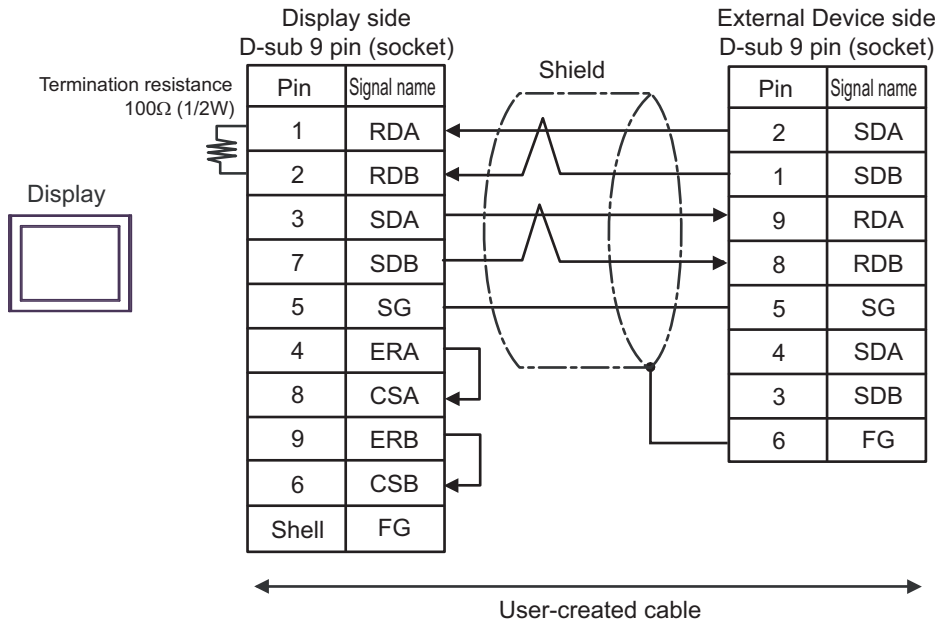 Display side
D-sub 9 pin (socket)
External Device side
D-sub 9 pin (socket)
Termination resistance
100Ω (1/2W)
Shield
Display
Pin Signal name
1 RDA
2 RDB
3 SDA
7 SDB
5 SG
4 ERA
8 CSA
9 ERB
6 CSB
Shell FG
Pin Signal name
2 SDA
1 SDB
9 RDA
8 RDB
5 SG
4 SDA
3 SDB
6 FG
User-created cable